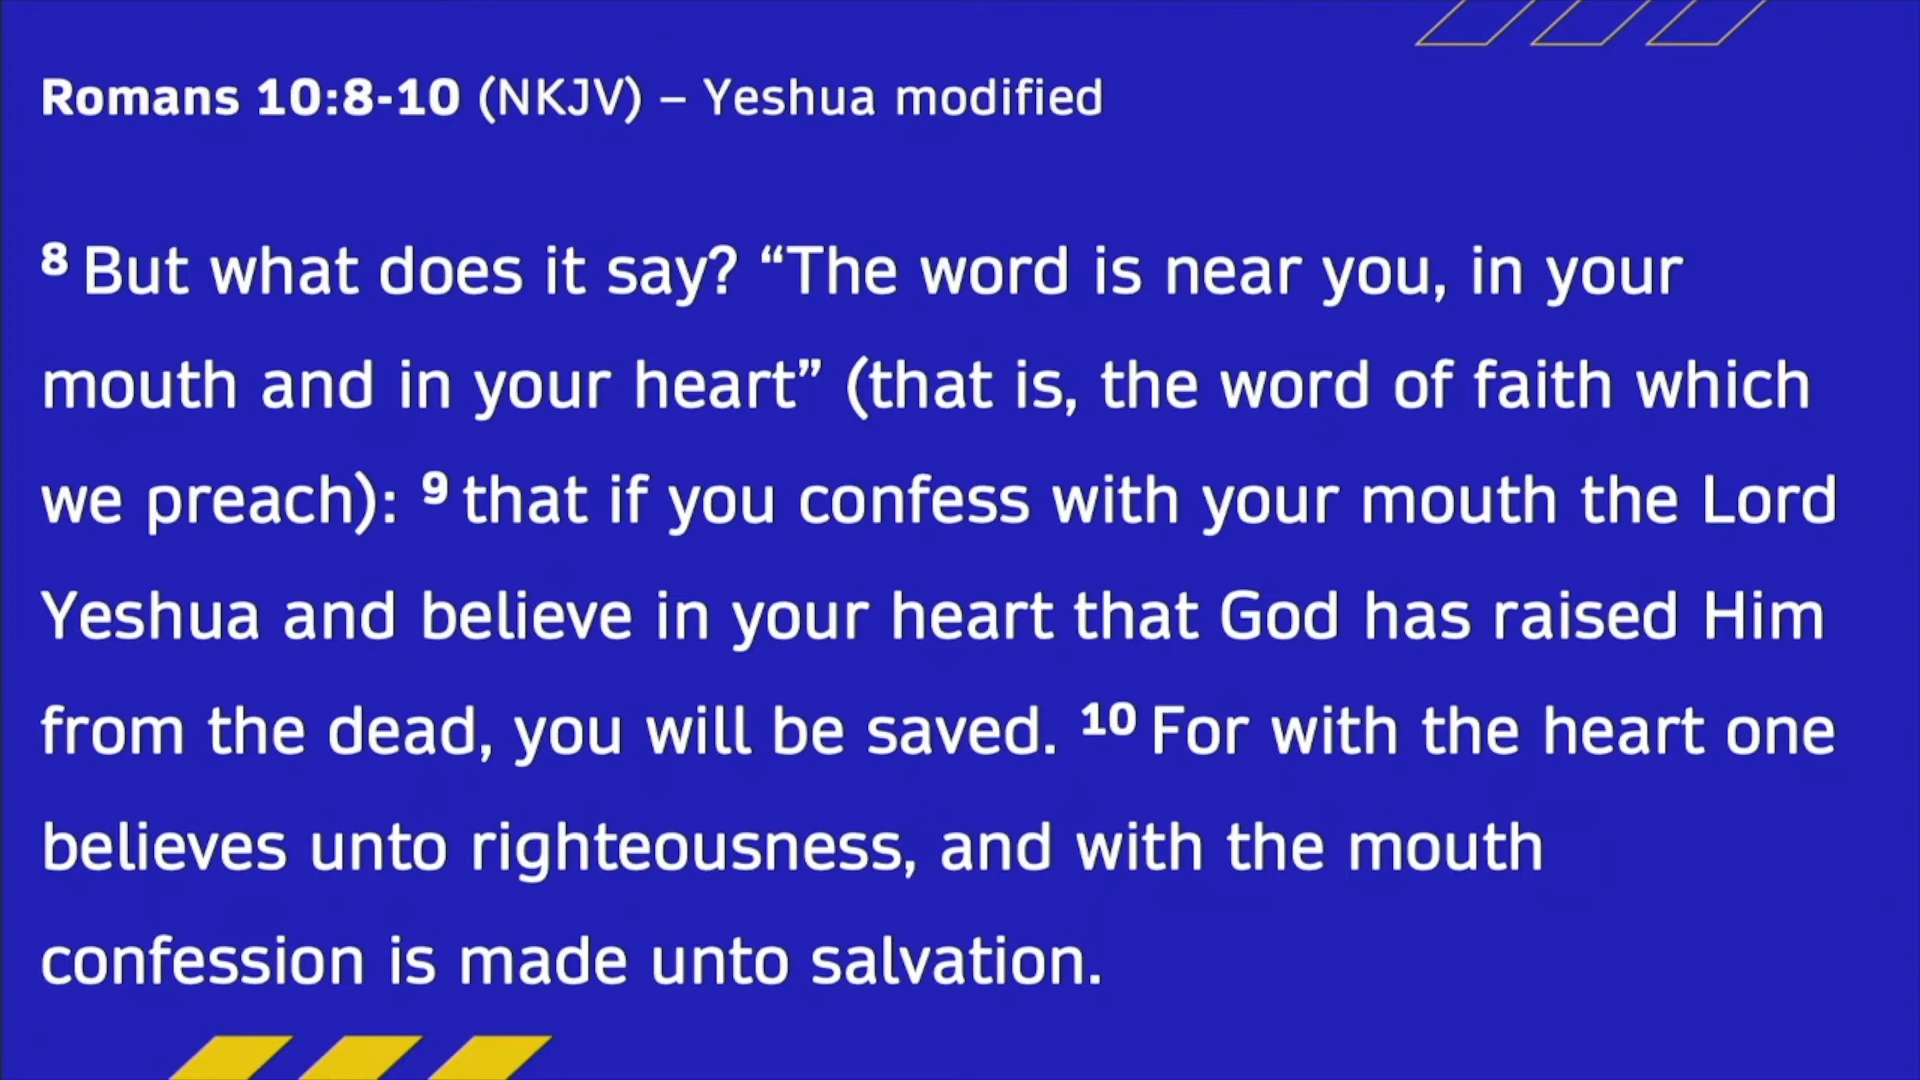 Romans 10:8-10 (NKJV) – Yeshua modified
8 But what does it say? “The word is near you, in your
mouth and in your heart” (that is, the word of faith which
we preach): 9 that if you confess with your mouth the Lord
Yeshua and believe in your heart that God has raised Him
from the dead, you will be saved. 10 For with the heart one
believes unto righteousness, and with the mouth
confession is made unto salvation.